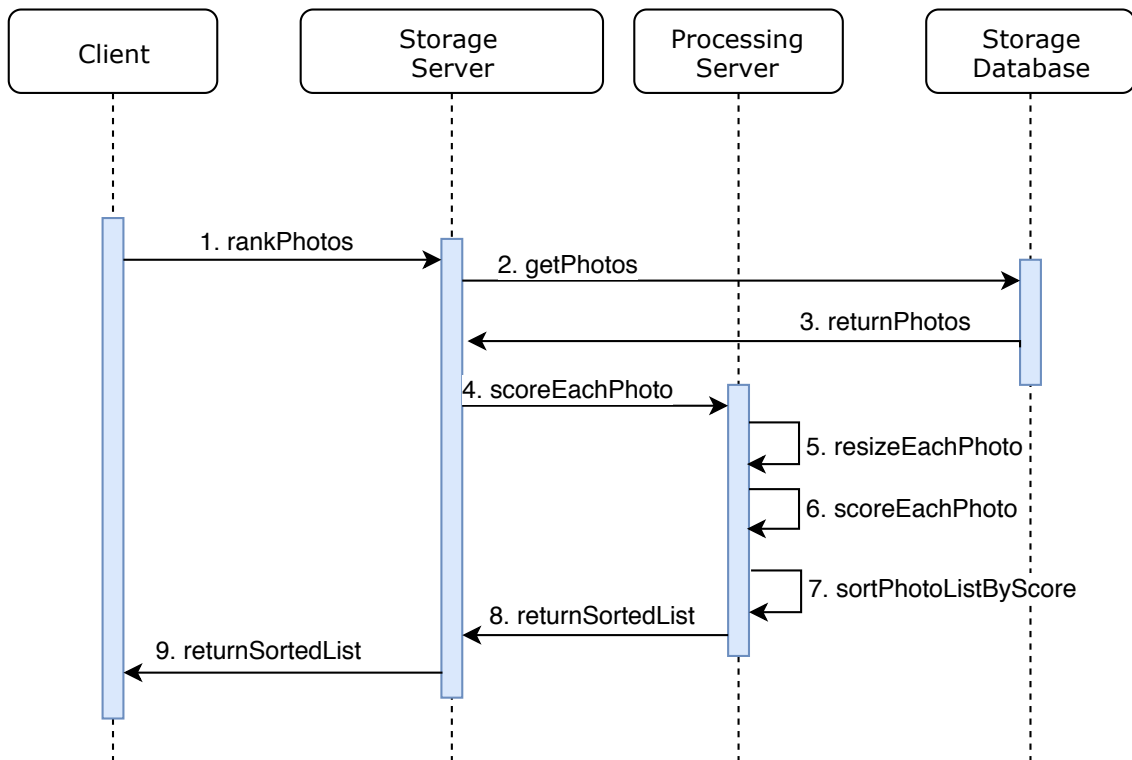 Client
Storage
Server
Processing
Server
Storage
Database
1. rankPhotos
2. getPhotos
3. returnPhotos
4. scoreEachPhoto
5. resizeEachPhoto
6. scoreEachPhoto
7. sortPhotoListByScore
8. returnSortedList
9. returnSortedList